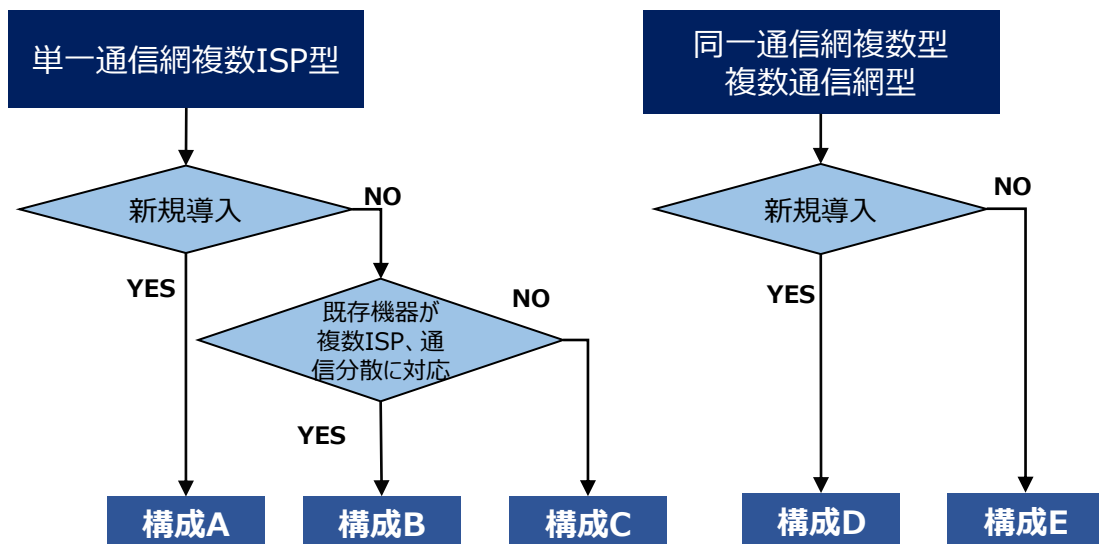 単一通信網複数ISP型
新規導入
NO
YES
既存機器が
複数ISP、通
信分散に対応
NO
YES
構成A
構成B
構成C
同一通信網複数型
複数通信網型
新規導入
NO
YES
構成D
構成E